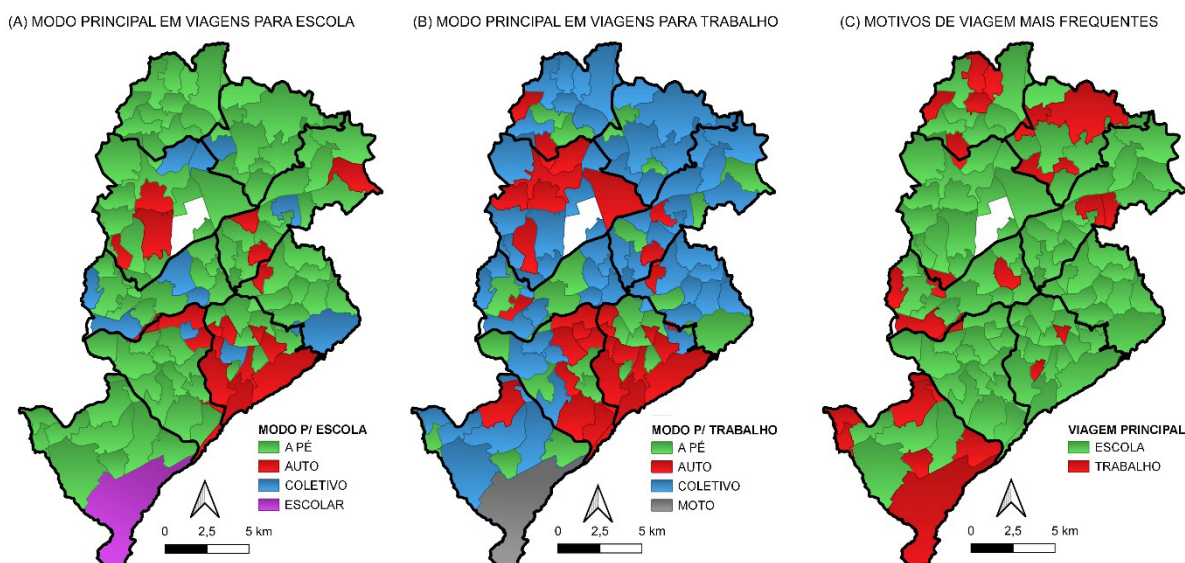 (A) MODO PRINCIPAL EM VIAGENS PARA ESCOLA
(B) MODO PRINCIPAL EM VIAGENS PARA TRABALHO
(C) MOTIVOS DE VIAGEM MAIS FREQUENTES
MODO P/ ESCOLA
A PÉ
AUTO
COLETIVO
ESCOLAR
0 2,5 5 km
MODO P/ TRABALHO
A PÉ
AUTO
COLETIVO
MOTO
0 2,5 5 km
VIAGEM PRINCIPAL
ESCOLA
TRABALHO
0 2,5 5 km